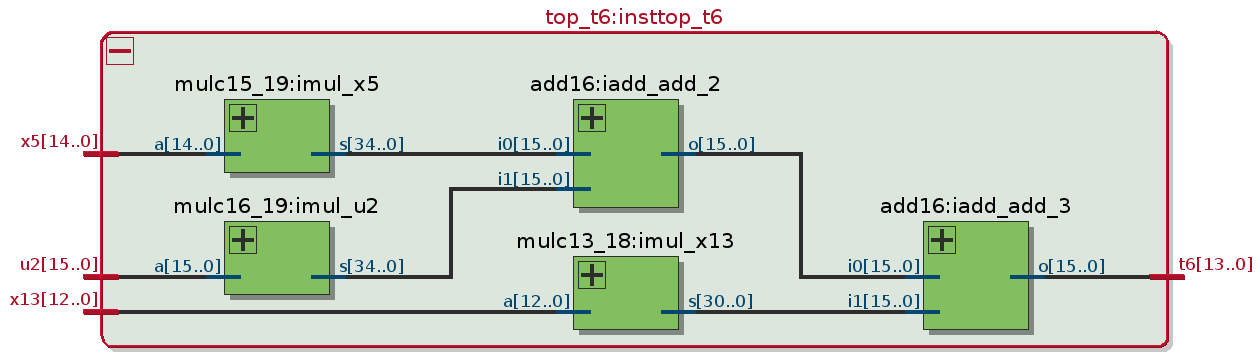 top_t6:insttop_t6
mulc15_19:imul_x5
add16:iadd_add_2
x5[14..0]
a[14..0]
s[34..0]
i0[15..0]
o[15..0]
i1[15..0]
mulc16_19:imul_u2
add16:iadd_add_3
mulc13_18:imul_x13
u2[15..0]
a[15..0]
s[34..0]
i0[15..0]
o[15..0]
t6[13..0]
x13[12..0]
a[12..0]
s[30..0]
i1[15..0]